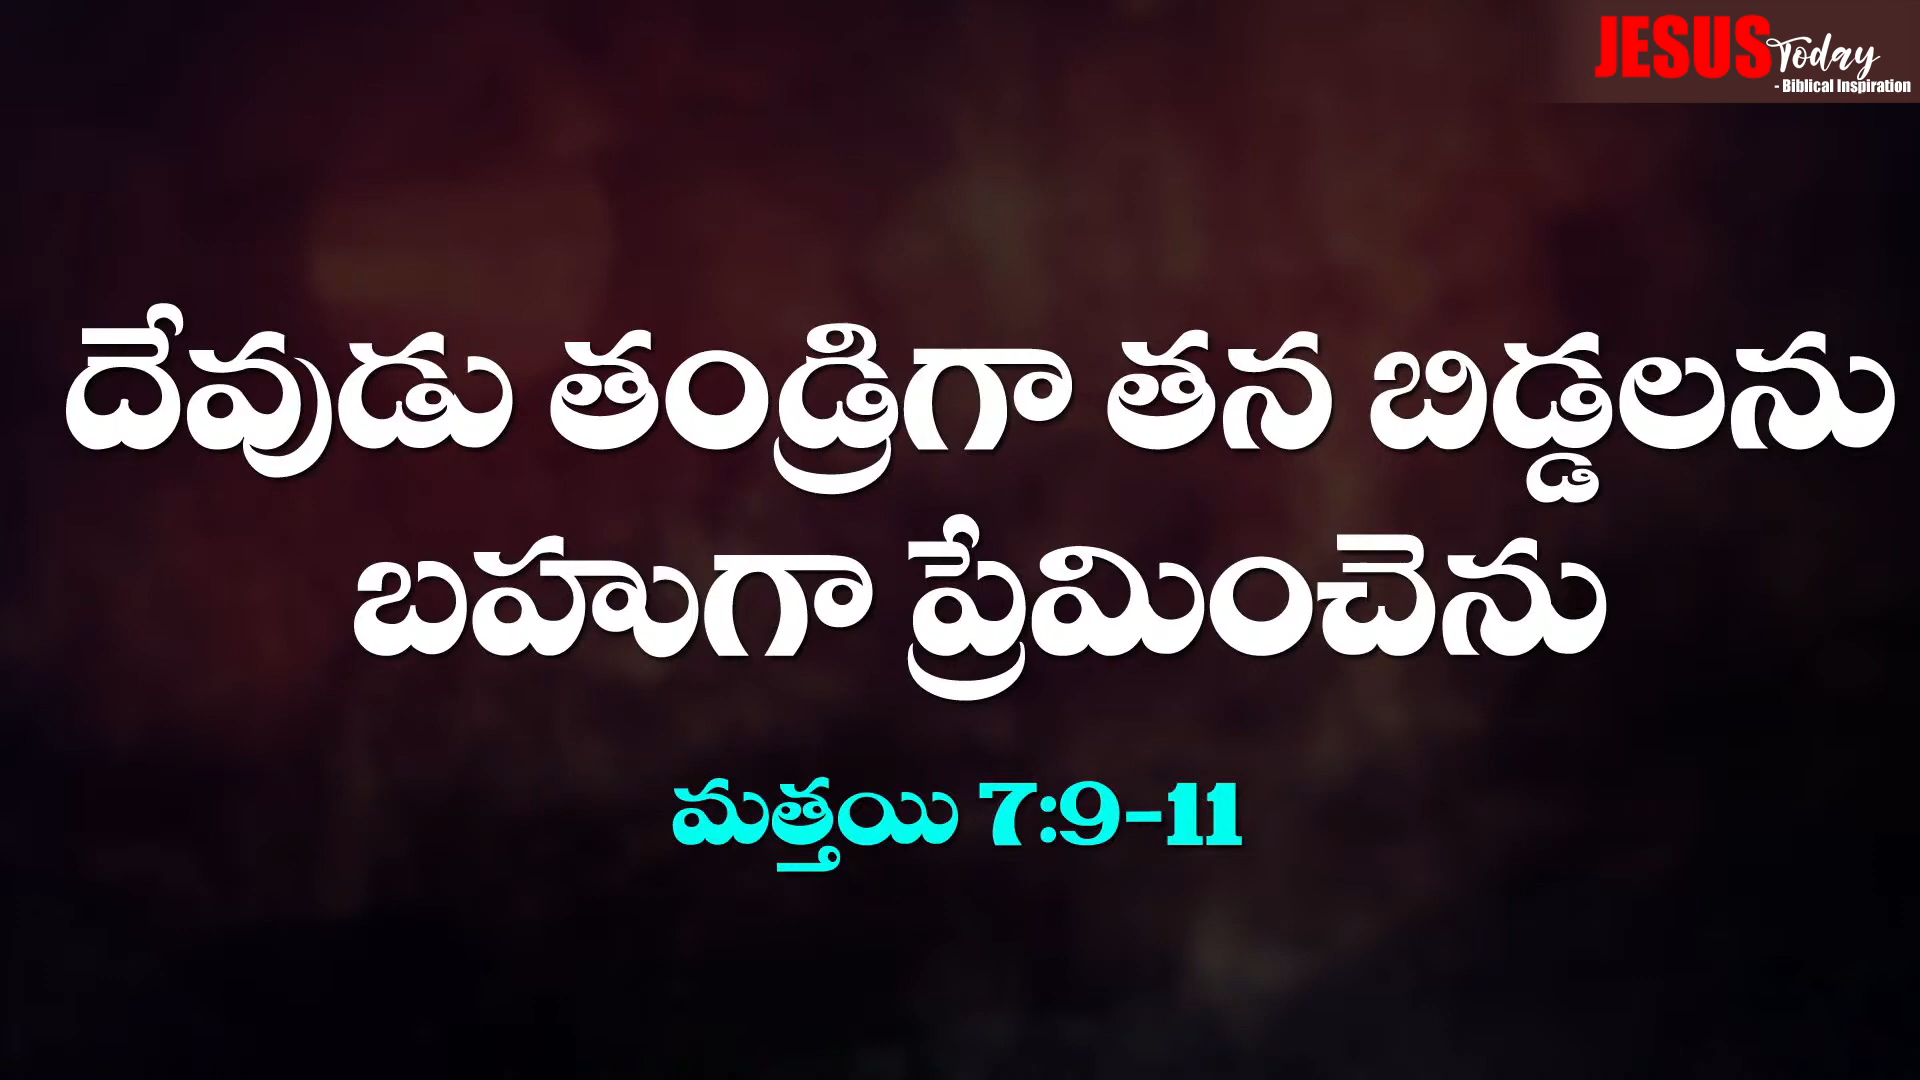 JESUS Today
- Biblical Inspiration
దేవుడు తండ్రిగా తన బిడ్డలను
బహుగా ప్రేమించెను
మత్తయి 7:9-11